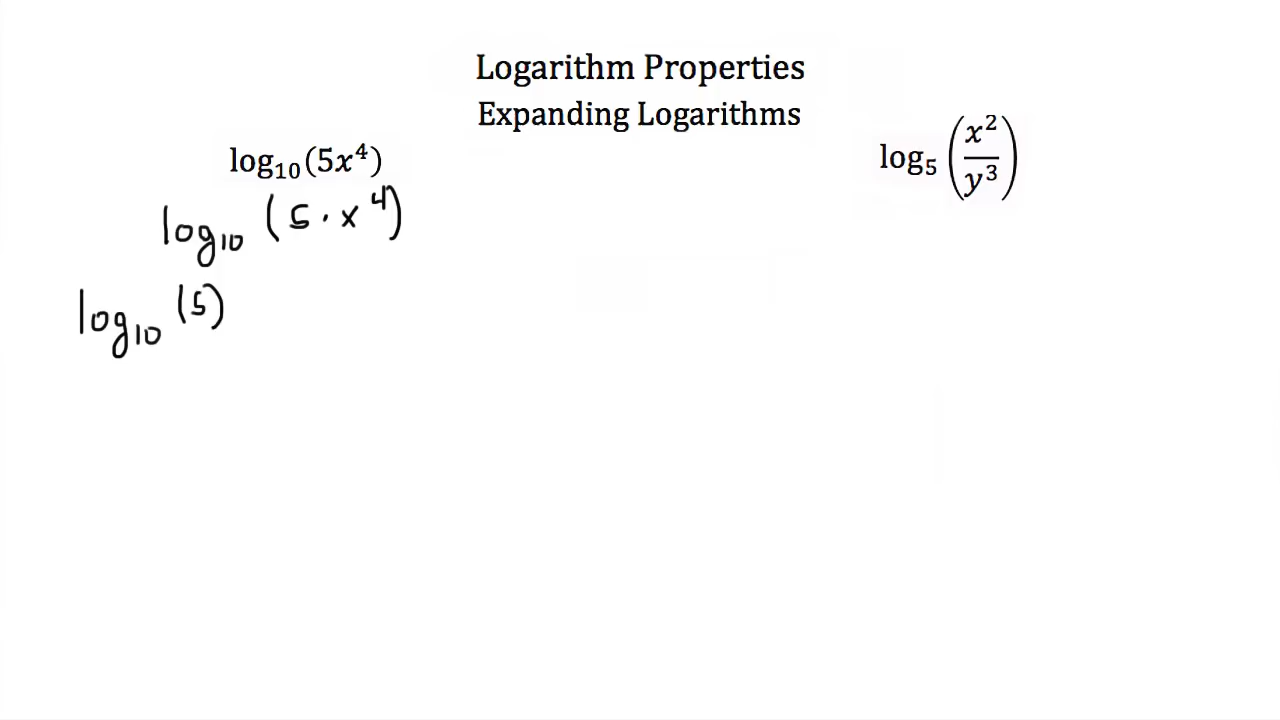 Logarithm Properties
Expanding Logarithms
log₁₀(5x⁴)
log₁₀ (5 · x⁴)
log₁₀ (5)
log₅ (x²/y³)